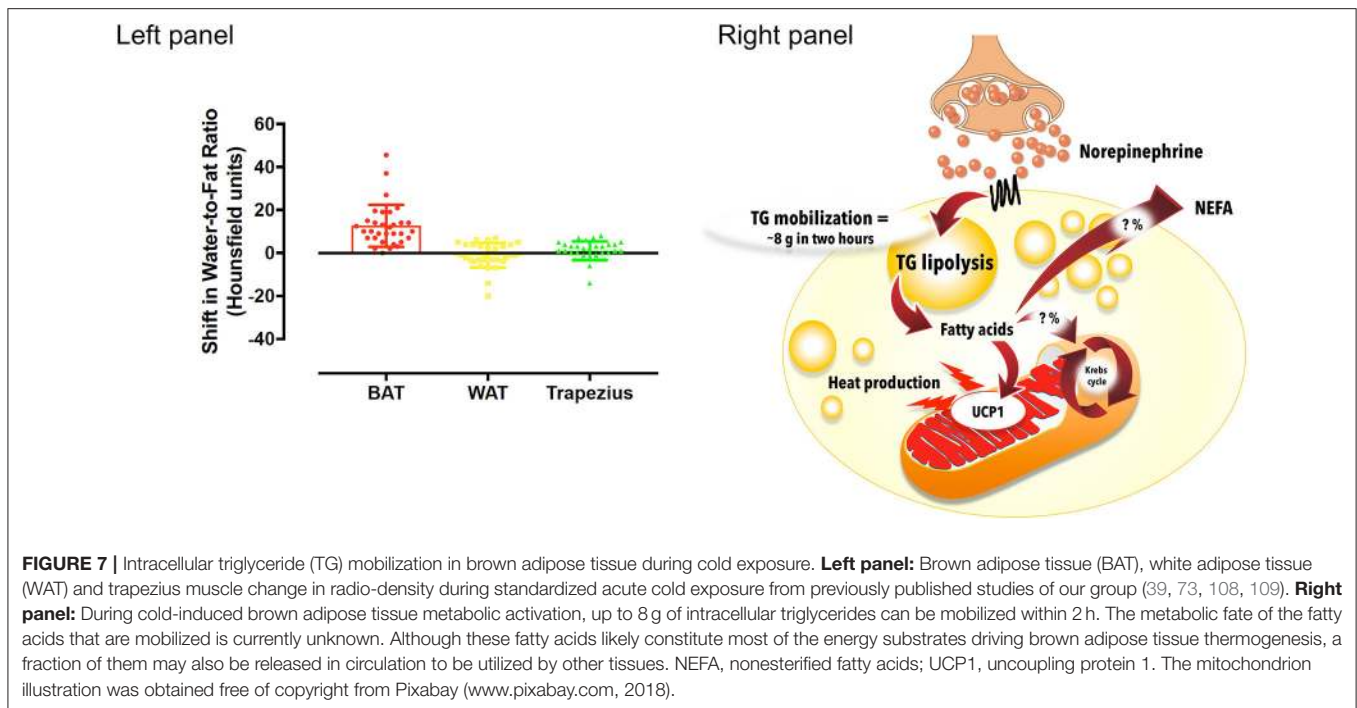 Left panel
Right panel
Shift in Water-to-Fat Ratio
(Hounsfield units)
60
40
20
0
-20
-40
BAT
WAT
Trapezius
Norepinephrine
NEFA
? %
TG mobilization =
~8 g in two hours
TG lipolysis
Fatty acids
? %
Heat production
Krebs
cycle
UCP1
FIGURE 7 | Intracellular triglyceride (TG) mobilization in brown adipose tissue during cold exposure. Left panel: Brown adipose tissue (BAT), white adipose tissue
(WAT) and trapezius muscle change in radio-density during standardized acute cold exposure from previously published studies of our group (39, 73, 108, 109). Right
panel: During cold-induced brown adipose tissue metabolic activation, up to 8 g of intracellular triglycerides can be mobilized within 2 h. The metabolic fate of the fatty
acids that are mobilized is currently unknown. Although these fatty acids likely constitute most of the energy substrates driving brown adipose tissue thermogenesis, a
fraction of them may also be released in circulation to be utilized by other tissues. NEFA, nonesterified fatty acids; UCP1, uncoupling protein 1. The mitochondrion
illustration was obtained free of copyright from Pixabay (www.pixabay.com, 2018).